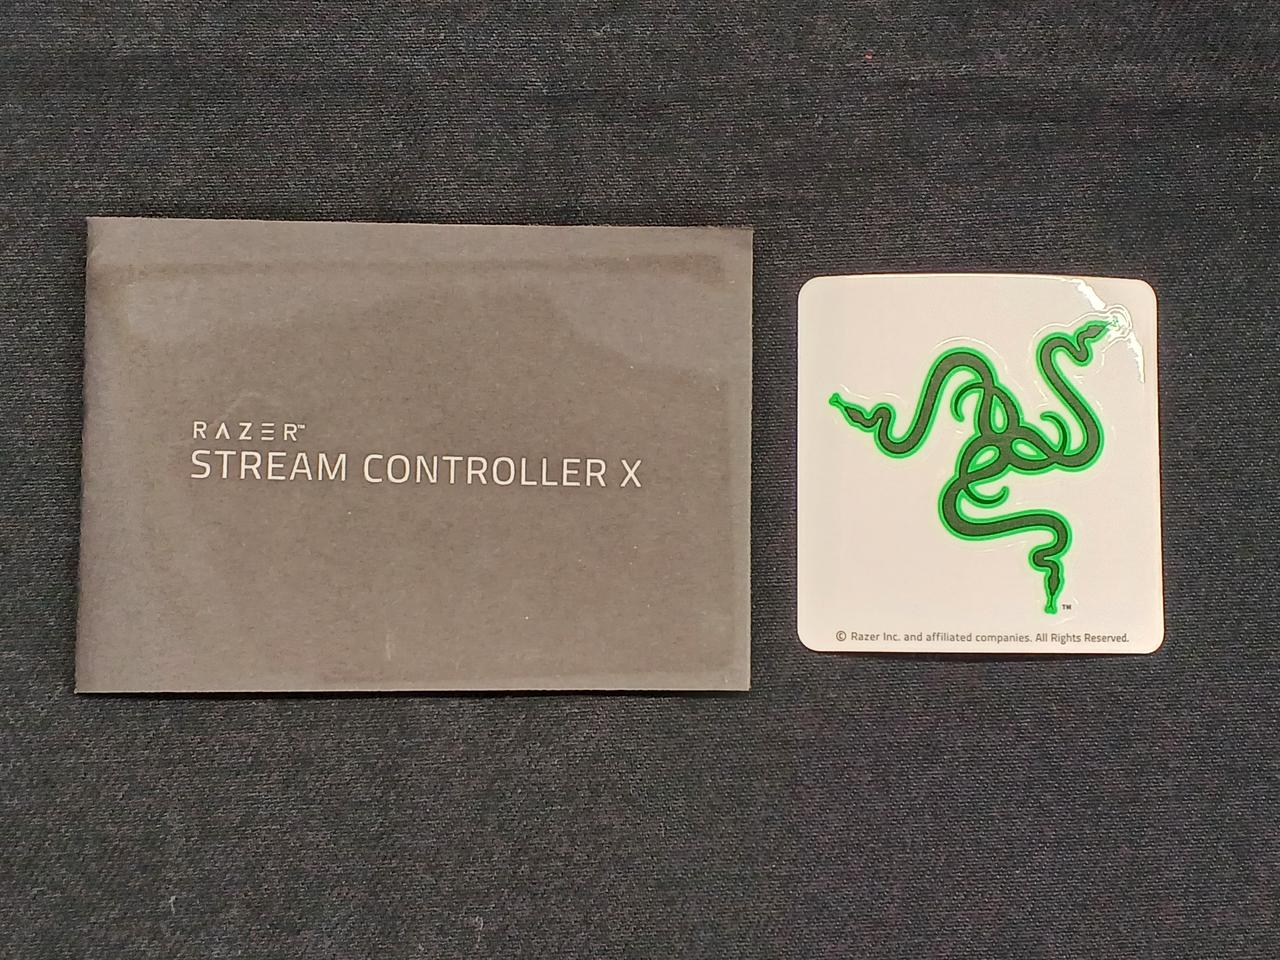 RAZER™
STREAM CONTROLLER X
™
© Razer Inc. and affiliated companies. All Rights Reserved.